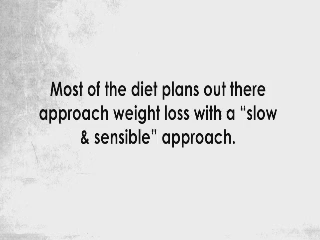 Most of the diet plans out there
approach weight loss with a “slow
& sensible” approach.